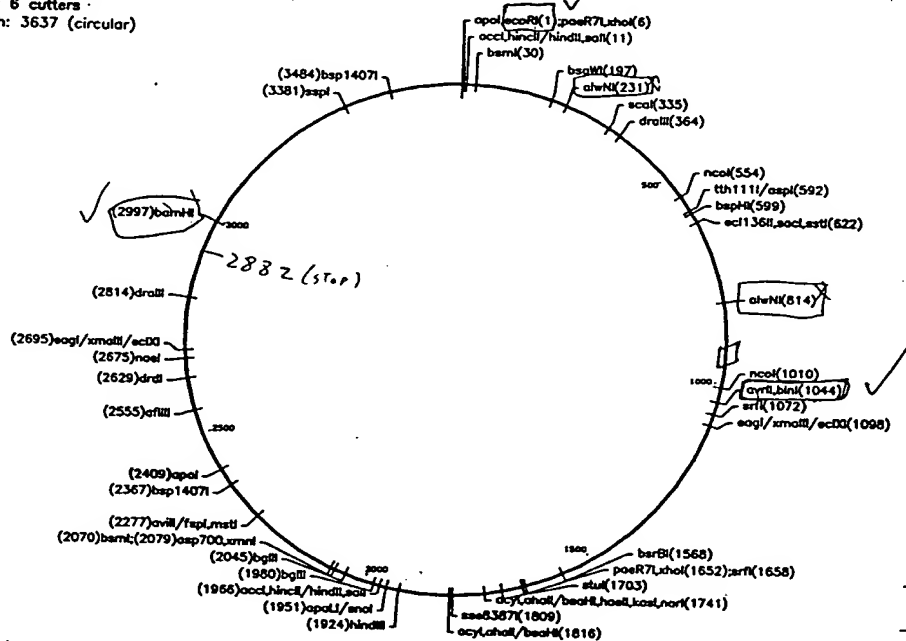 6 cutters
n: 3637 (circular)
apoI,ecoRI(1);paeR7I,xhoI(6)
accI,hincII/hindII,salI(11)
bsmI(30)
bsaWI(197)
alwNI(231)
scaI(335)
draIII(364)
500
ncoI(554)
tth111I/aspI(592)
bspHI(599)
ecl136II,sacI,sstI(622)
alwNI(814)
1000
ncoI(1010)
avrII,blnI(1044)
srfI(1072)
eagI/xmaIII/eclXI(1098)
1500
bsrBI(1568)
paeR7I,xhoI(1652);srfI(1658)
stuI(1703)
acyI,ahaII/bsaHI,haeII,kasI,narI(1741)
sse8387I(1809)
acyI,ahaII/bsaHI(1816)
(1924)hindIII
(1951)apaLI/snoI
(1966)accI,hincII/hindII,salI
2000
(1980)bglII
(2045)bglII
(2070)bsmI;(2079)asp700,xmnI
(2277)aviII/fspI,mstI
(2367)bsp1407I
(2409)apoI
2500
(2555)aflIII
(2629)drdI
(2675)naeI
(2695)eagI/xmaIII/eclXI
(2814)draIII
2882 (STOP)
(2997)bamHI
3000
(3381)sspI
(3484)bsp1407I